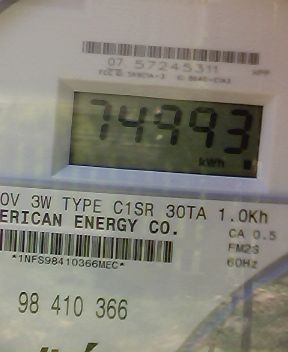 07 57245311
74993
kWh
0V 3W TYPE C1SR 30TA 1.0Kh
ERICAN ENERGY CO.
CA 0.5
FM2S
60Hz
*1NFS98410366MEC*
98 410 366